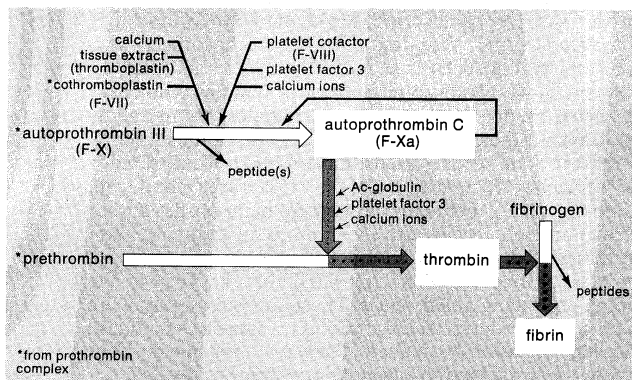 calcium
tissue extract
(thromboplastin)
*cothromboplastin
(F-VII)
platelet cofactor
(F-VIII)
platelet factor 3
calcium ions
*autoprothrombin III
(F-X)
autoprothrombin C
(F-Xa)
peptide(s)
Ac-globulin
platelet factor 3
calcium ions
fibrinogen
*prethrombin
thrombin
peptides
fibrin
*from prothrombin
complex